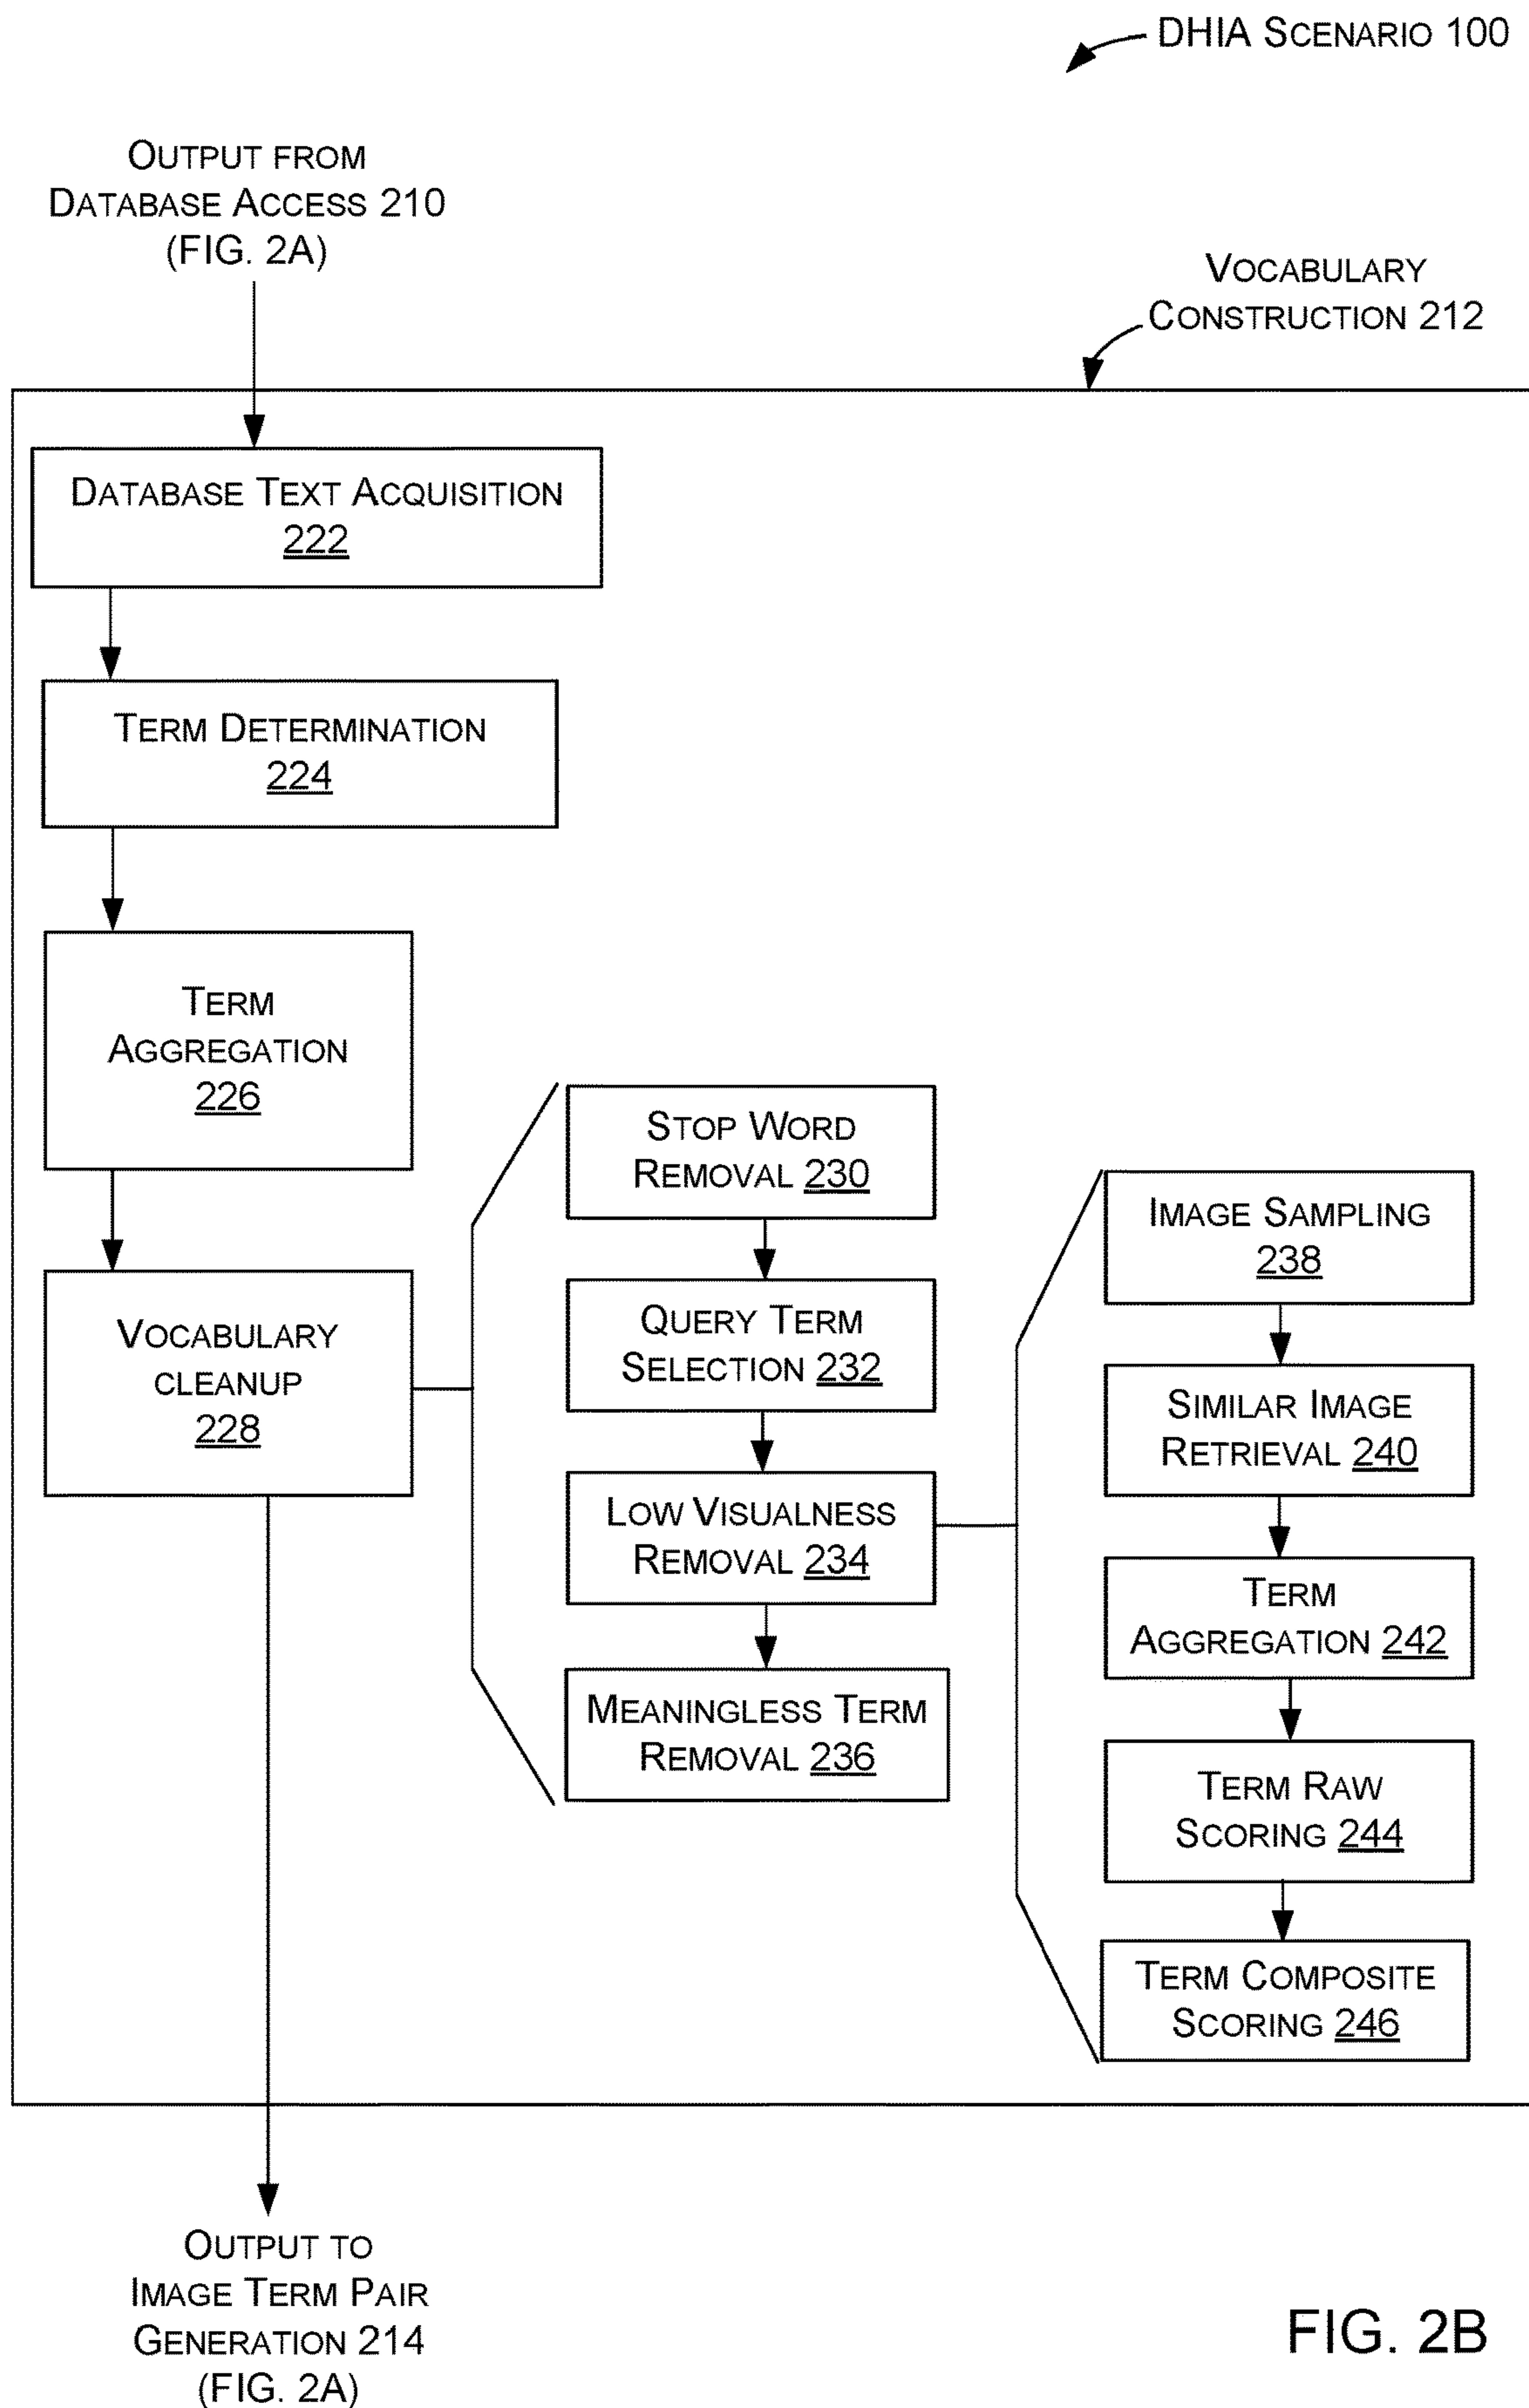 DHIA SCENARIO 100
OUTPUT FROM
DATABASE ACCESS 210
(FIG. 2A)
VOCABULARY
CONSTRUCTION 212
DATABASE TEXT ACQUISITION
222
TERM DETERMINATION
224
TERM
AGGREGATION
226
VOCABULARY
CLEANUP
228
STOP WORD
REMOVAL 230
QUERY TERM
SELECTION 232
LOW VISUALNESS
REMOVAL 234
MEANINGLESS TERM
REMOVAL 236
IMAGE SAMPLING
238
SIMILAR IMAGE
RETRIEVAL 240
TERM
AGGREGATION 242
TERM RAW
SCORING 244
TERM COMPOSITE
SCORING 246
OUTPUT TO
IMAGE TERM PAIR
GENERATION 214
(FIG. 2A)
FIG. 2B